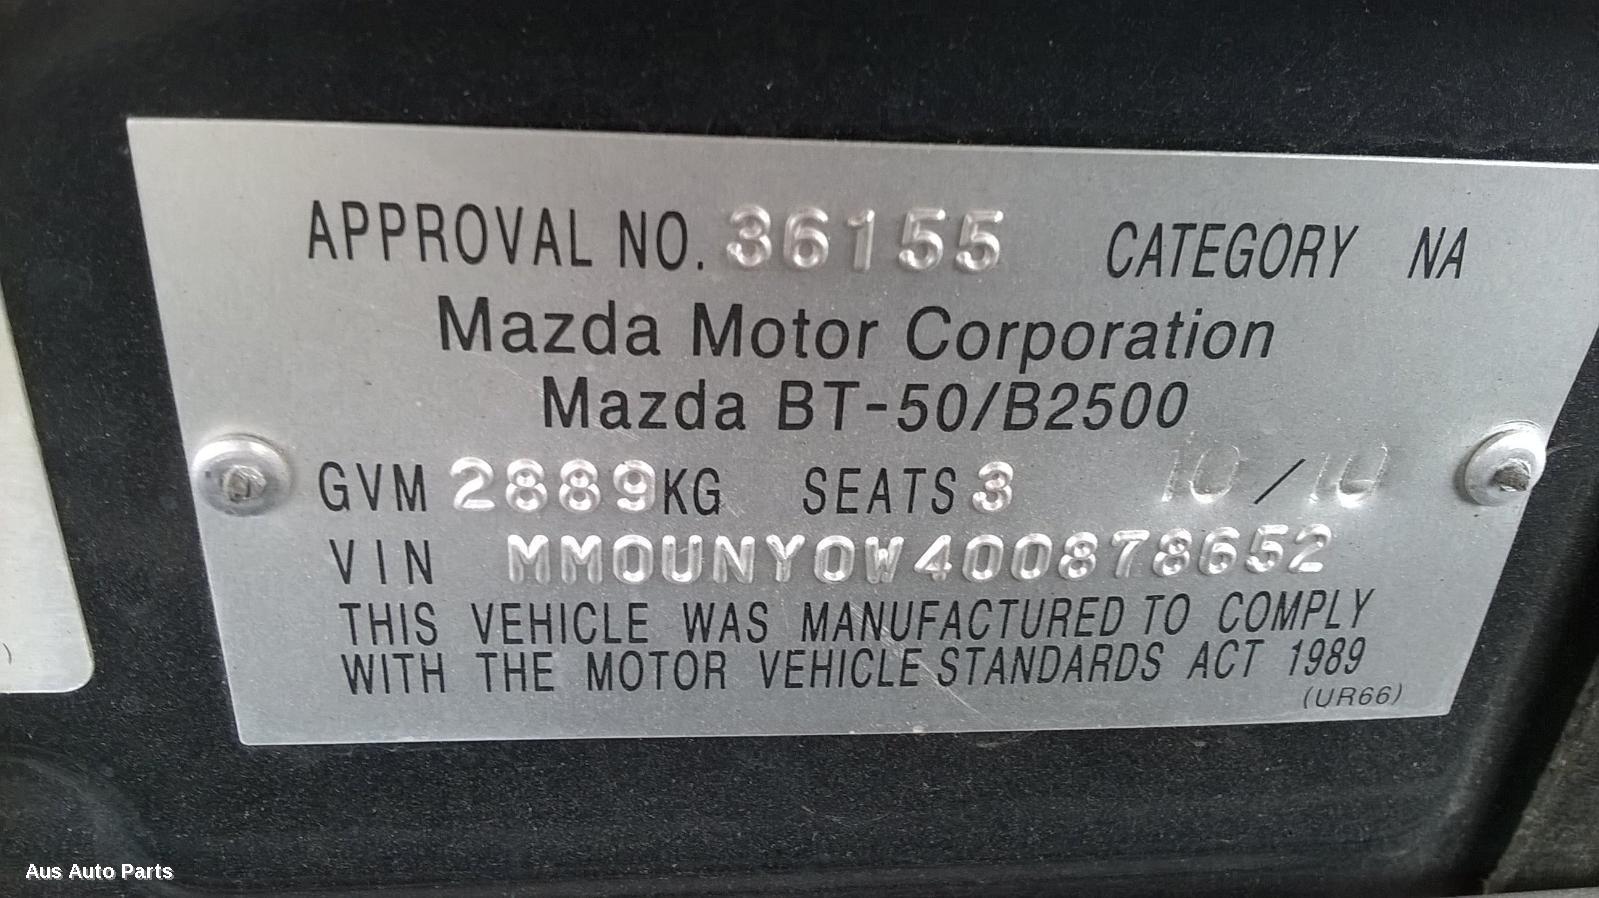 APPROVAL NO. 36155 CATEGORY NA
Mazda Motor Corporation
Mazda BT-50/B2500
GVM 2889KG SEATS 3 10/10
VIN MM0UNY0W400878652
THIS VEHICLE WAS MANUFACTURED TO COMPLY
WITH THE MOTOR VEHICLE STANDARDS ACT 1989
(UR66)
)
Aus Auto Parts